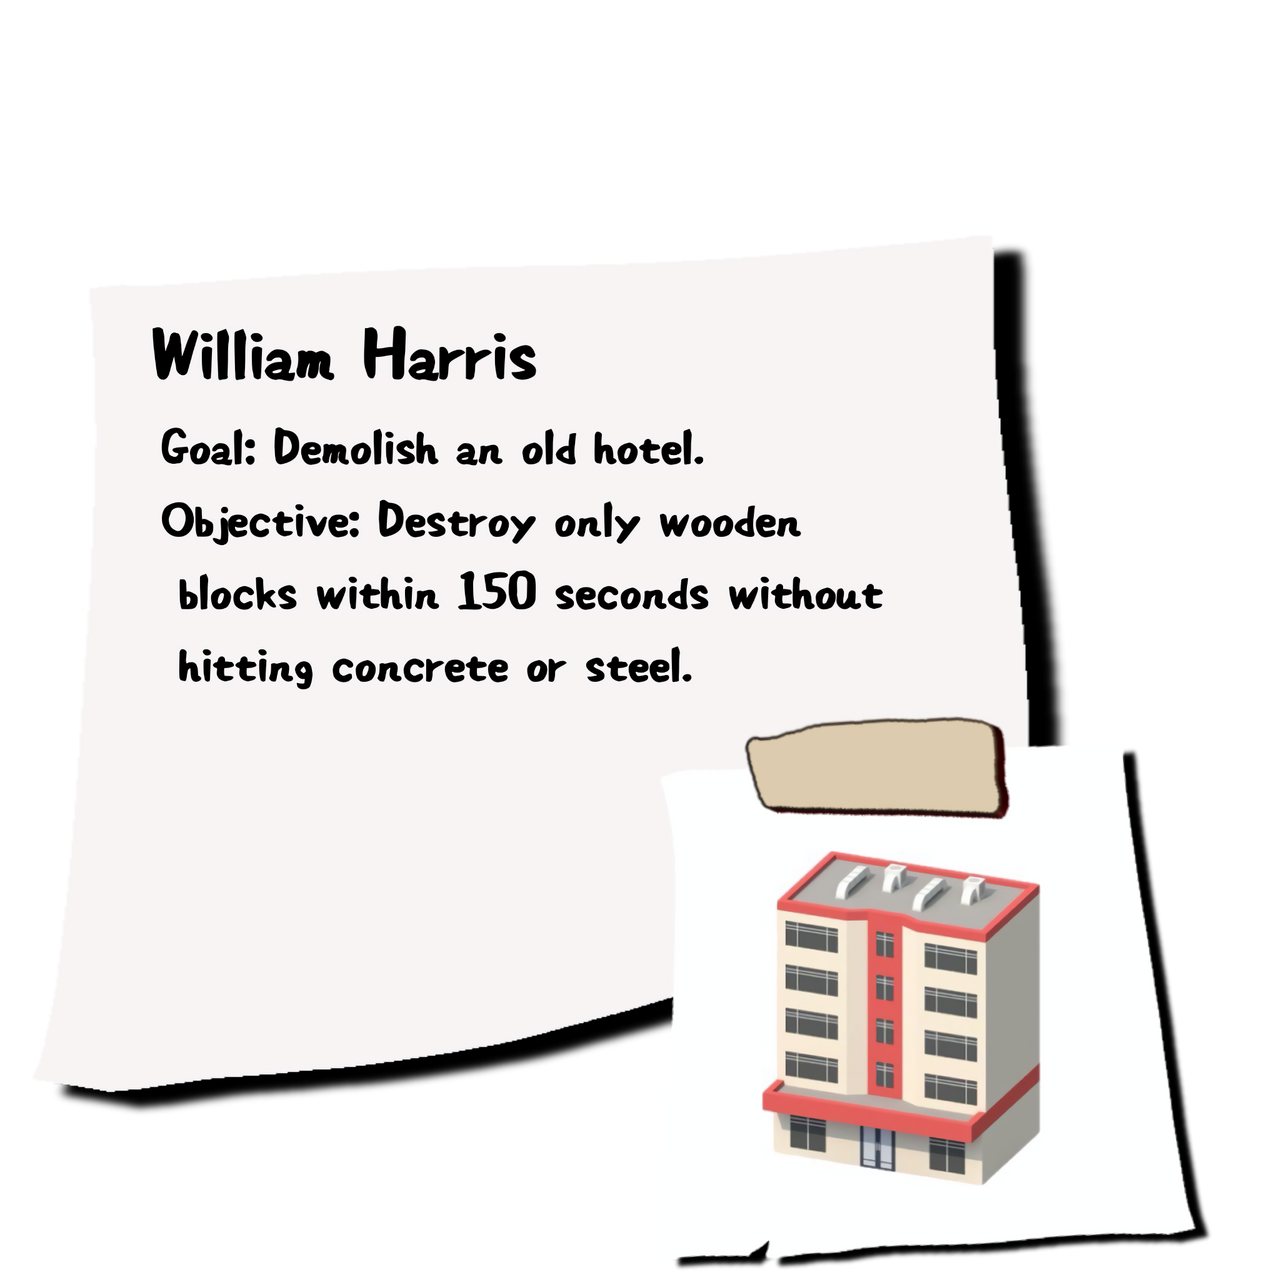 William Harris
Goal: Demolish an old hotel.
Objective: Destroy only wooden
blocks within 150 seconds without
hitting concrete or steel.